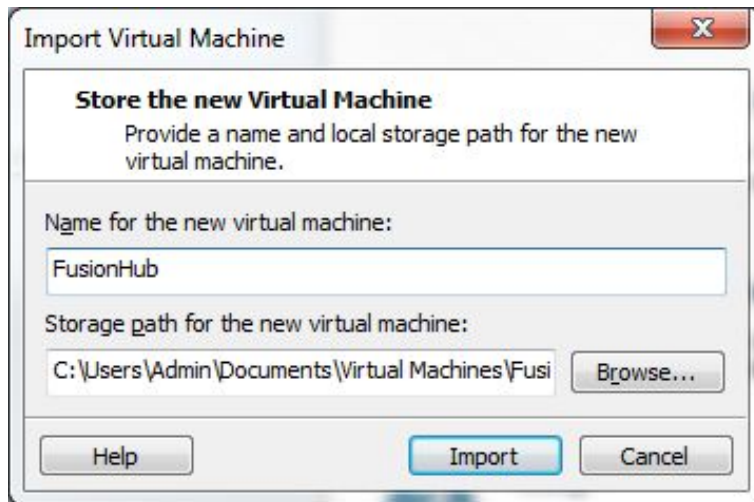 Import Virtual Machine
Store the new Virtual Machine
Provide a name and local storage path for the new
virtual machine.
Name for the new virtual machine:
FusionHub
Storage path for the new virtual machine:
C:\Users\Admin\Documents\Virtual Machines\Fusi
Browse...
Help
Import
Cancel